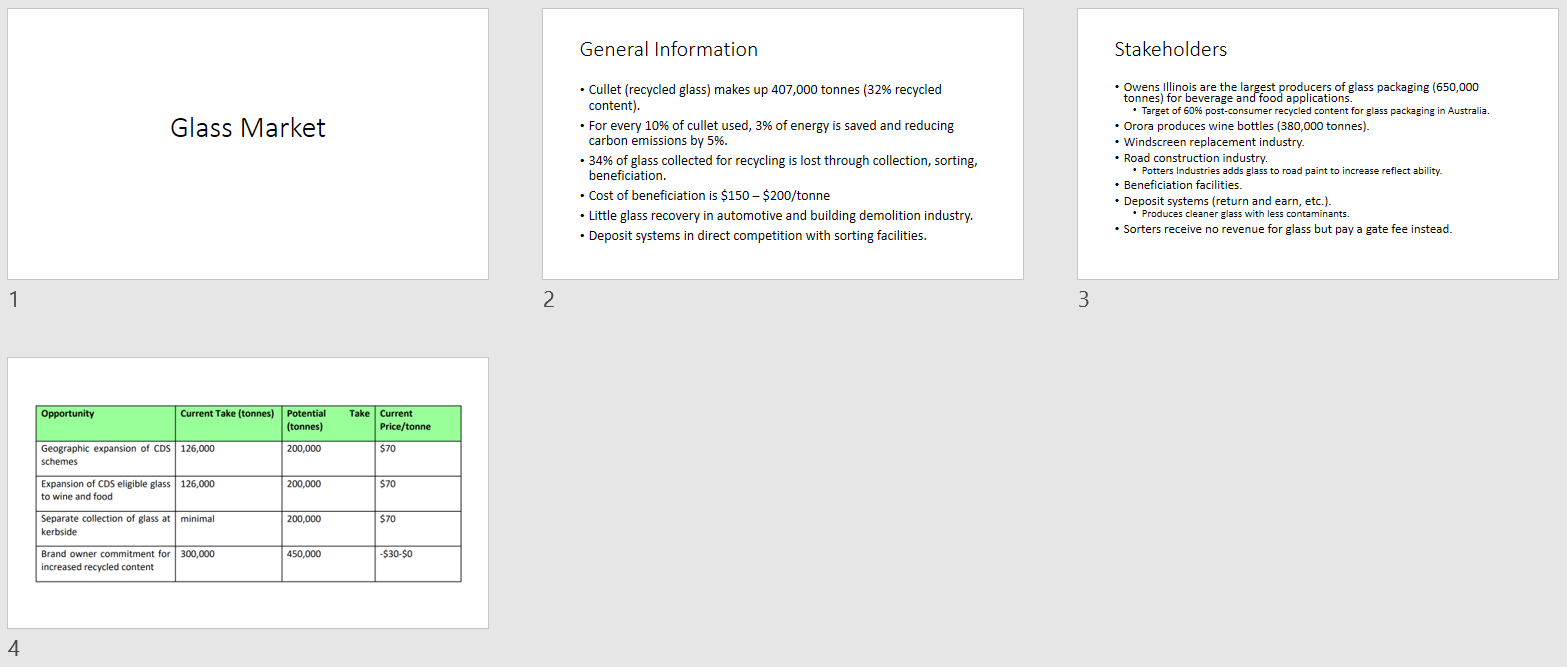 Glass Market
1
General Information
• Cullet (recycled glass) makes up 407,000 tonnes (32% recycled
content).
• For every 10% of cullet used, 3% of energy is saved and reducing
carbon emissions by 5%.
• 34% of glass collected for recycling is lost through collection, sorting,
beneficiation.
• Cost of beneficiation is $150 – $200/tonne
• Little glass recovery in automotive and building demolition industry.
• Deposit systems in direct competition with sorting facilities.
2
Stakeholders
• Owens Illinois are the largest producers of glass packaging (650,000
tonnes) for beverage and food applications.
• Target of 60% post-consumer recycled content for glass packaging in Australia.
• Orora produces wine bottles (380,000 tonnes).
• Windscreen replacement industry.
• Road construction industry.
• Potters Industries adds glass to road paint to increase reflect ability.
• Beneficiation facilities.
• Deposit systems (return and earn, etc.).
• Produces cleaner glass with less contaminants.
• Sorters receive no revenue for glass but pay a gate fee instead.
3
Opportunity Current Take (tonnes) Potential Take Current
(tonnes) Price/tonne
Geographic expansion of CDS 126,000 200,000 $70
schemes
Expansion of CDS eligible glass 126,000 200,000 $70
to wine and food
Separate collection of glass at minimal 200,000 $70
kerbside
Brand owner commitment for 300,000 450,000 -$30-$0
increased recycled content
4